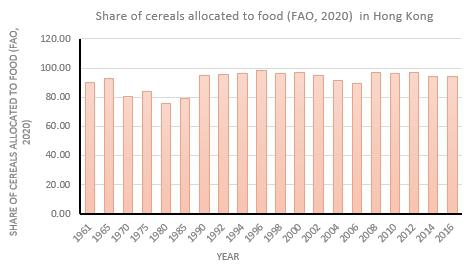 Share of cereals allocated to food (FAO, 2020) in Hong Kong
SHARE OF CEREALS ALLOCATED TO FOOD (FAO,
2020)
120.00
100.00
80.00
60.00
40.00
20.00
0.00
1961 1965 1970 1975 1980 1985 1990 1992 1994 1996 1998 2000 2002 2004 2006 2008 2010 2012 2014 2016
YEAR